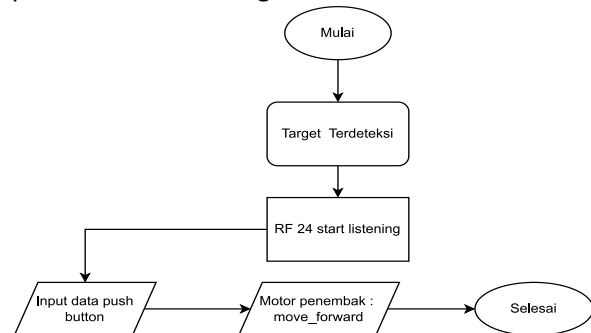 Mulai
Target Terdeteksi
RF 24 start listening
Input data push
button
Motor penembak :
move_forward
Selesai